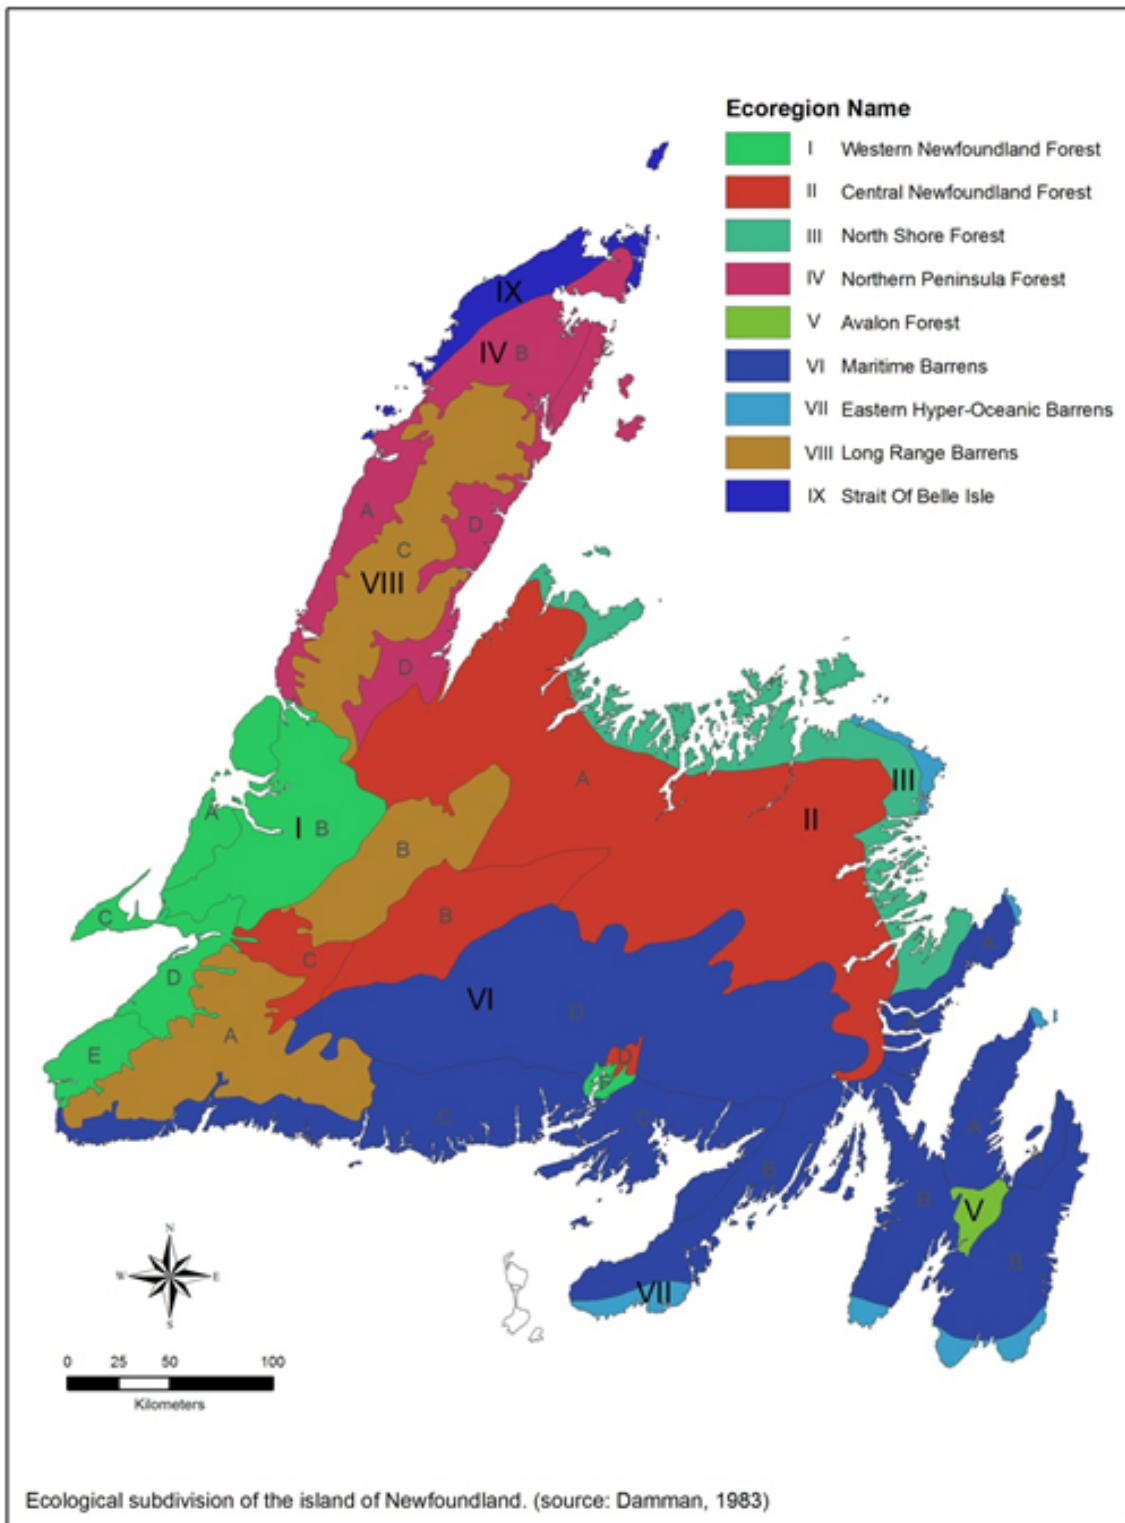 Ecoregion Name
I Western Newfoundland Forest
II Central Newfoundland Forest
III North Shore Forest
IV Northern Peninsula Forest
V Avalon Forest
VI Maritime Barrens
VII Eastern Hyper-Oceanic Barrens
VIII Long Range Barrens
IX Strait Of Belle Isle
IX
IV B C
A
D
C
VIII
D
A
III
A
II
I B
B
C
B
A
D
C
VI
D
A
E
D
C
C
A
A
B
B
V
B
VII
N
W E
S
0 25 50 100
Kilometers
Ecological subdivision of the island of Newfoundland. (source: Damman, 1983)